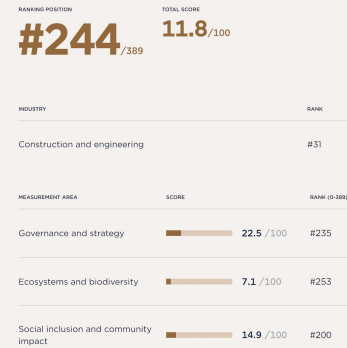 RANKING POSITION TOTAL SCORE
#244/389 11.8/100
INDUSTRY RANK
Construction and engineering #31
MEASUREMENT AREA SCORE RANK (0-389)
Governance and strategy 22.5 /100 #235
Ecosystems and biodiversity 7.1 /100 #253
Social inclusion and community
impact 14.9 /100 #200